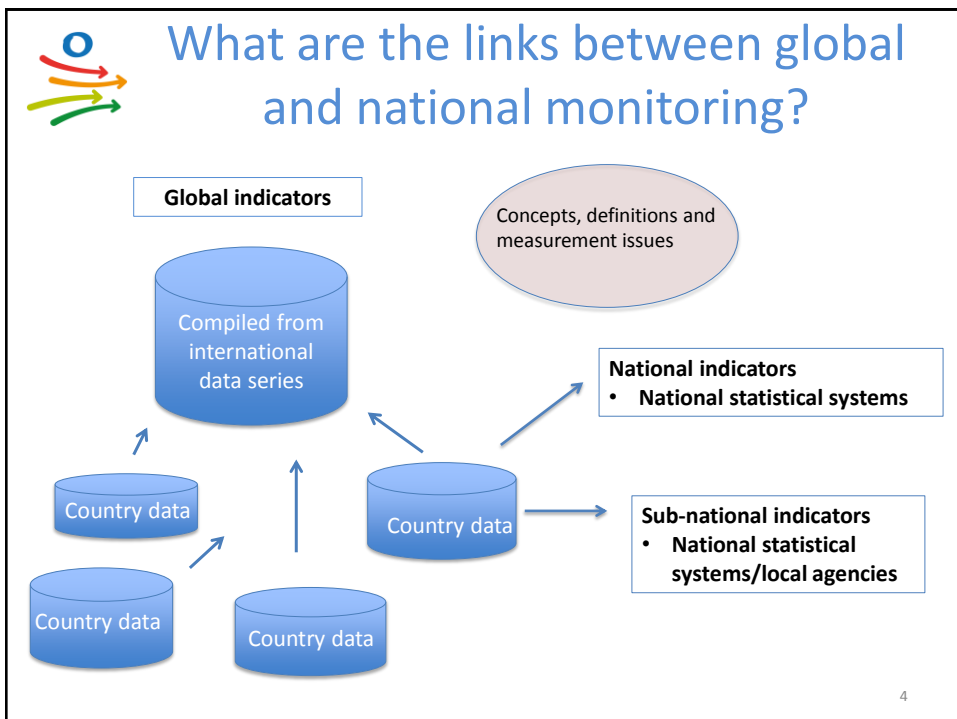 What are the links between global
and national monitoring?
Global indicators
Concepts, definitions and
measurement issues
Compiled from
international
data series
National indicators
• National statistical systems
Country data
Country data
Sub-national indicators
• National statistical
systems/local agencies
Country data
Country data
4